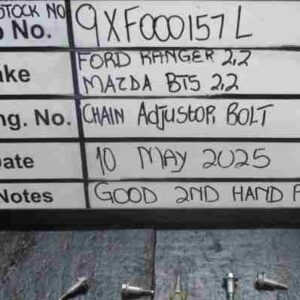 STOCK NO
No. 9XF000157L
FORD RANGER 2,2
ke MAZDA BT5 2,2
ng. No. CHAIN AdjUStOR BOLT
Date 10 MAY 2025
Notes GOOD 2ND HAND